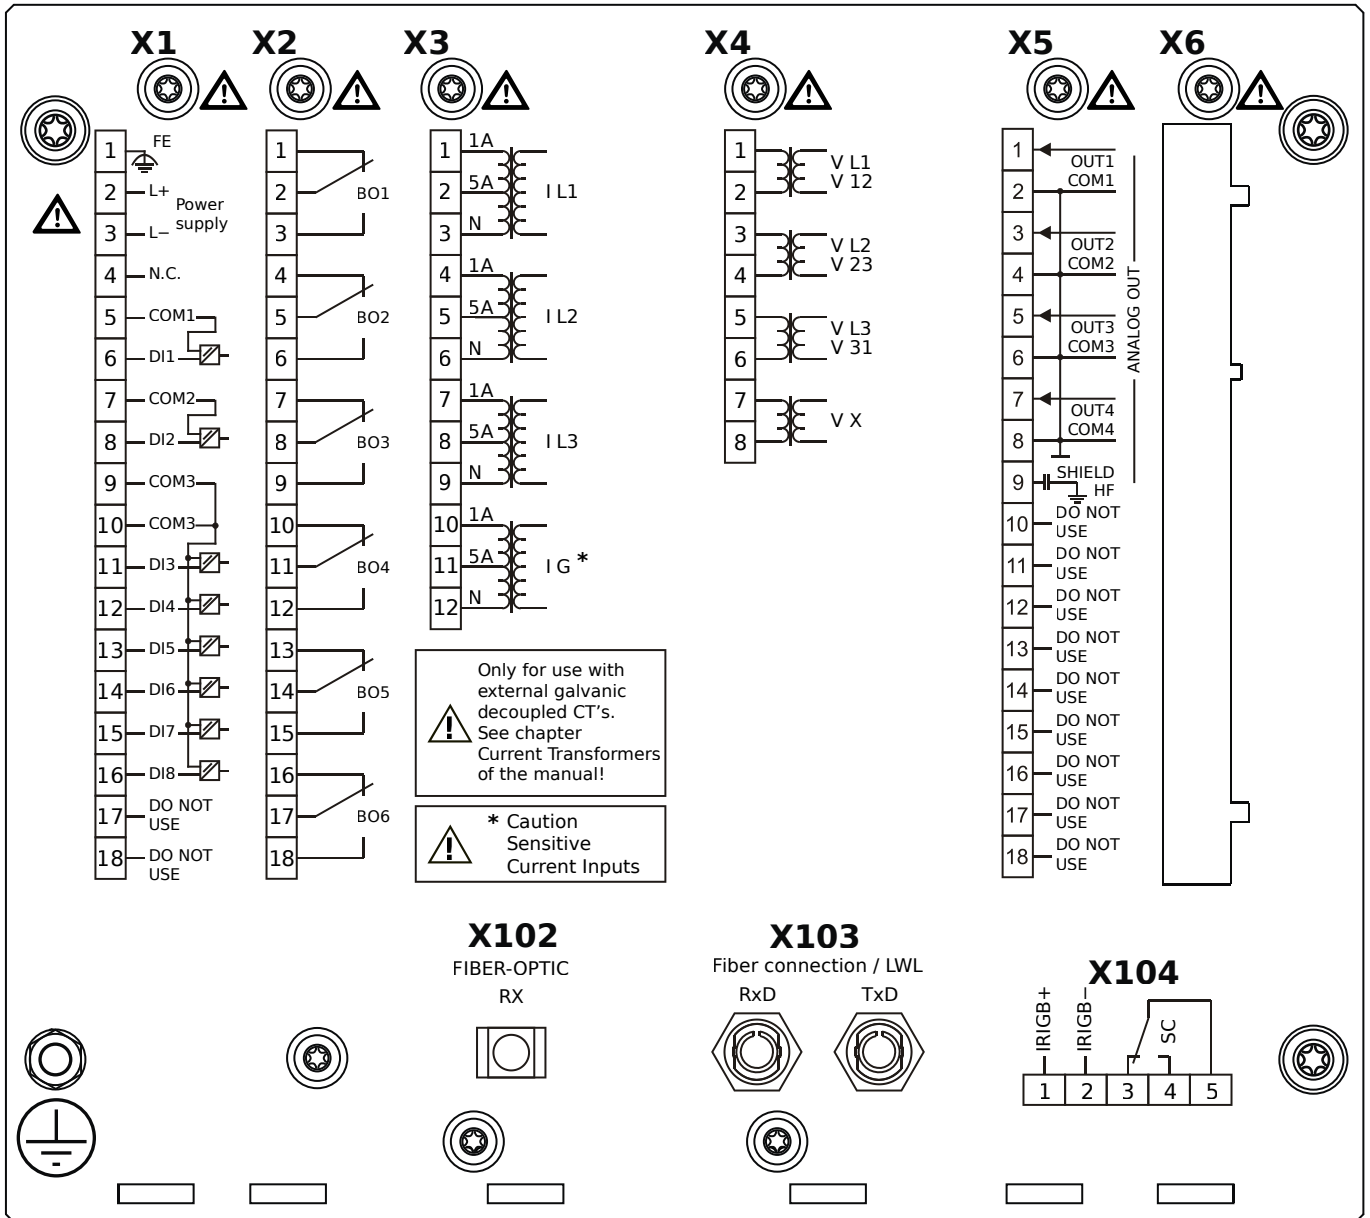 X1
X2
X3
X4
X5
X6
1
FE
2
L+
Power
supply
3
L−
4
N.C.
5
COM1
6
DI1
7
COM2
8
DI2
9
COM3
10
COM3
11
DI3
12
DI4
13
DI5
14
DI6
15
DI7
16
DI8
17
DO NOT
USE
18
DO NOT
USE
1
2
BO1
3
4
5
BO2
6
7
8
BO3
9
10
11
BO4
12
13
14
BO5
15
16
17
BO6
18
1
1A
2
5A
I L1
3
N
4
1A
5
5A
I L2
6
N
7
1A
8
5A
I L3
9
N
10
1A
11
5A
I G *
12
N
Only for use with
external galvanic
decoupled CT's.
See chapter
Current Transformers
of the manual!
* Caution
Sensitive
Current Inputs
1
V L1
2
V 12
3
V L2
4
V 23
5
V L3
6
V 31
7
V X
8
1
OUT1
2
COM1
3
OUT2
4
COM2
5
OUT3
6
COM3
7
OUT4
8
COM4
ANALOG OUT
9
SHIELD
HF
10
DO NOT
USE
11
DO NOT
USE
12
DO NOT
USE
13
DO NOT
USE
14
DO NOT
USE
15
DO NOT
USE
16
DO NOT
USE
17
DO NOT
USE
18
DO NOT
USE
X102
FIBER-OPTIC
RX
X103
Fiber connection / LWL
RxD
TxD
X104
IRIGB+
IRIGB−
SC
1
2
3
4
5